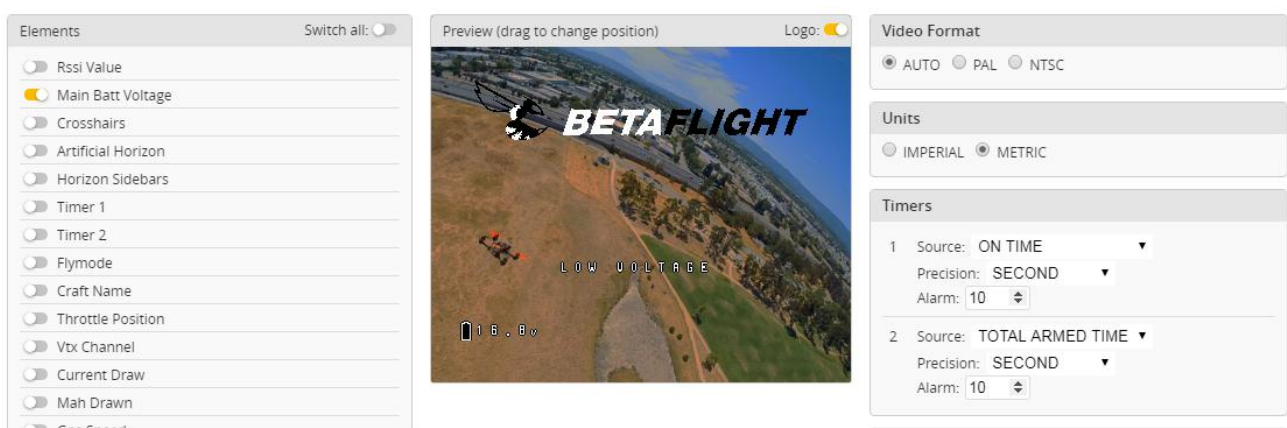 Elements Switch all:
Rssi Value
Main Batt Voltage
Crosshairs
Artificial Horizon
Horizon Sidebars
Timer 1
Timer 2
Flymode
Craft Name
Throttle Position
Vtx Channel
Current Draw
Mah Drawn
Preview (drag to change position) Logo:
BETAFLIGHT
LOW VOLTAGE
16.8v
Video Format
AUTO PAL NTSC
Units
IMPERIAL METRIC
Timers
1 Source: ON TIME
Precision: SECOND
Alarm: 10
2 Source: TOTAL ARMED TIME
Precision: SECOND
Alarm: 10